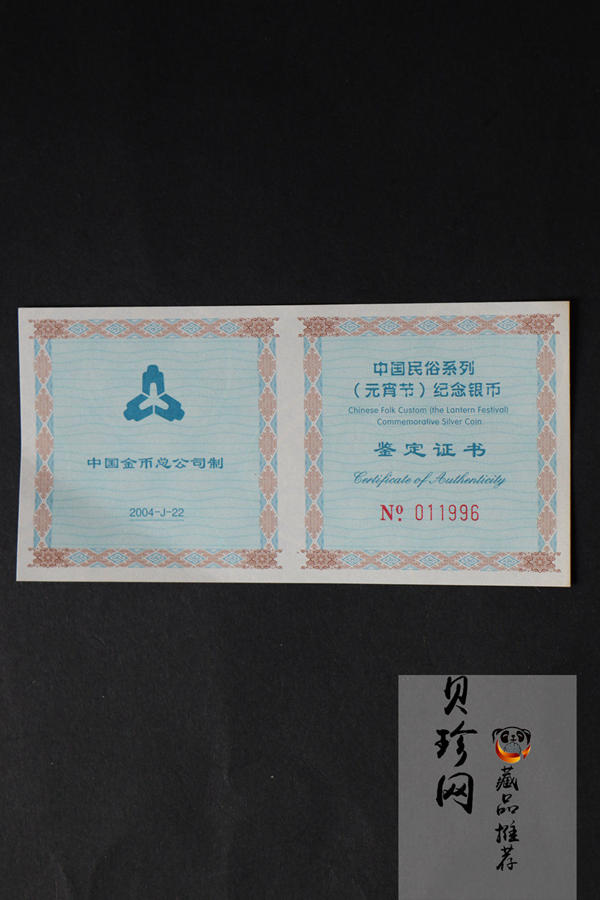 中国金币总公司制
2004-J-22
中国民俗系列
（元宵节）纪念银币
Chinese Folk Custom (the Lantern Festival)
Commemorative Silver Coin
鉴定证书
Certificate of Authenticity
Nº 011996
贝珍网
藏品推荐